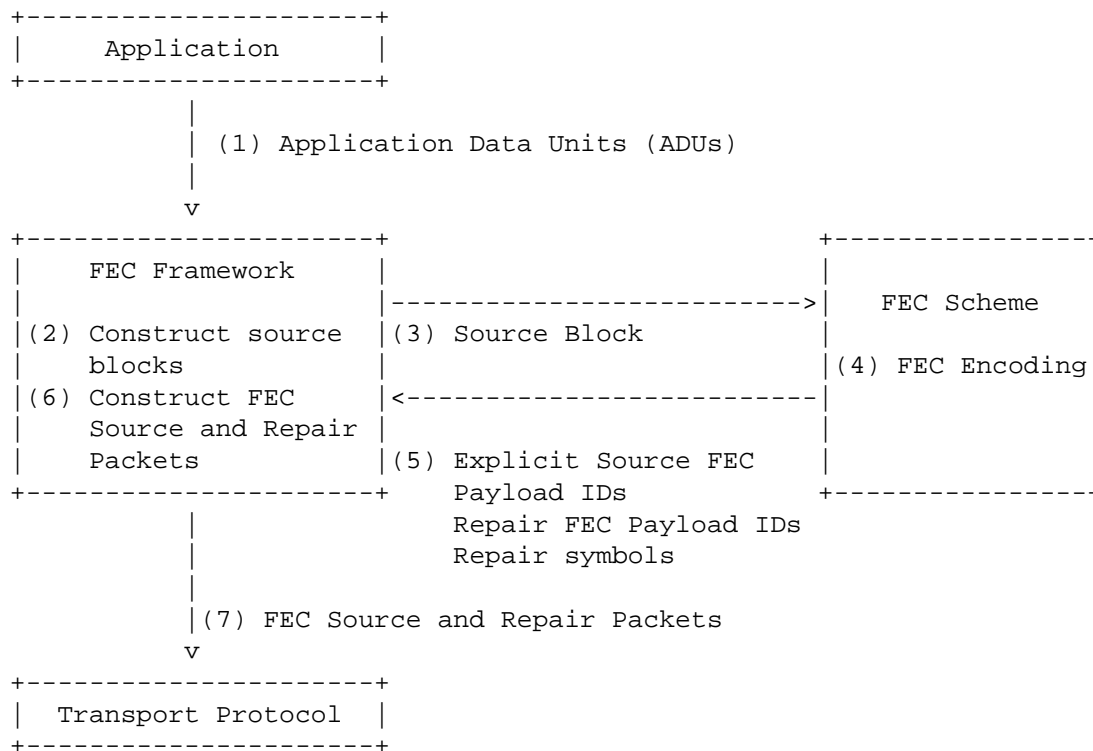 Application
(1) Application Data Units (ADUs)
FEC Framework
FEC Scheme
(2) Construct source
blocks
(3) Source Block
(4) FEC Encoding
(6) Construct FEC
Source and Repair
Packets
(5) Explicit Source FEC
Payload IDs
Repair FEC Payload IDs
Repair symbols
(7) FEC Source and Repair Packets
Transport Protocol